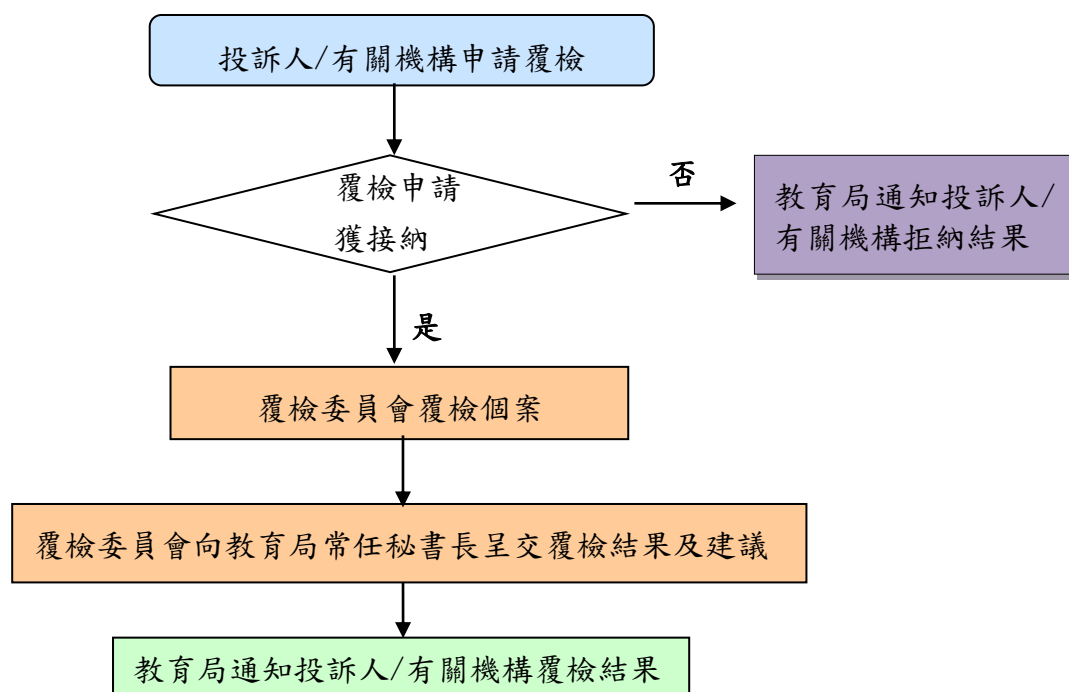 投訴人/有關機構申請覆檢
覆檢申請
獲接納
否
教育局通知投訴人/
有關機構拒納結果
是
覆檢委員會覆檢個案
覆檢委員會向教育局常任秘書長呈交覆檢結果及建議
教育局通知投訴人/有關機構覆檢結果